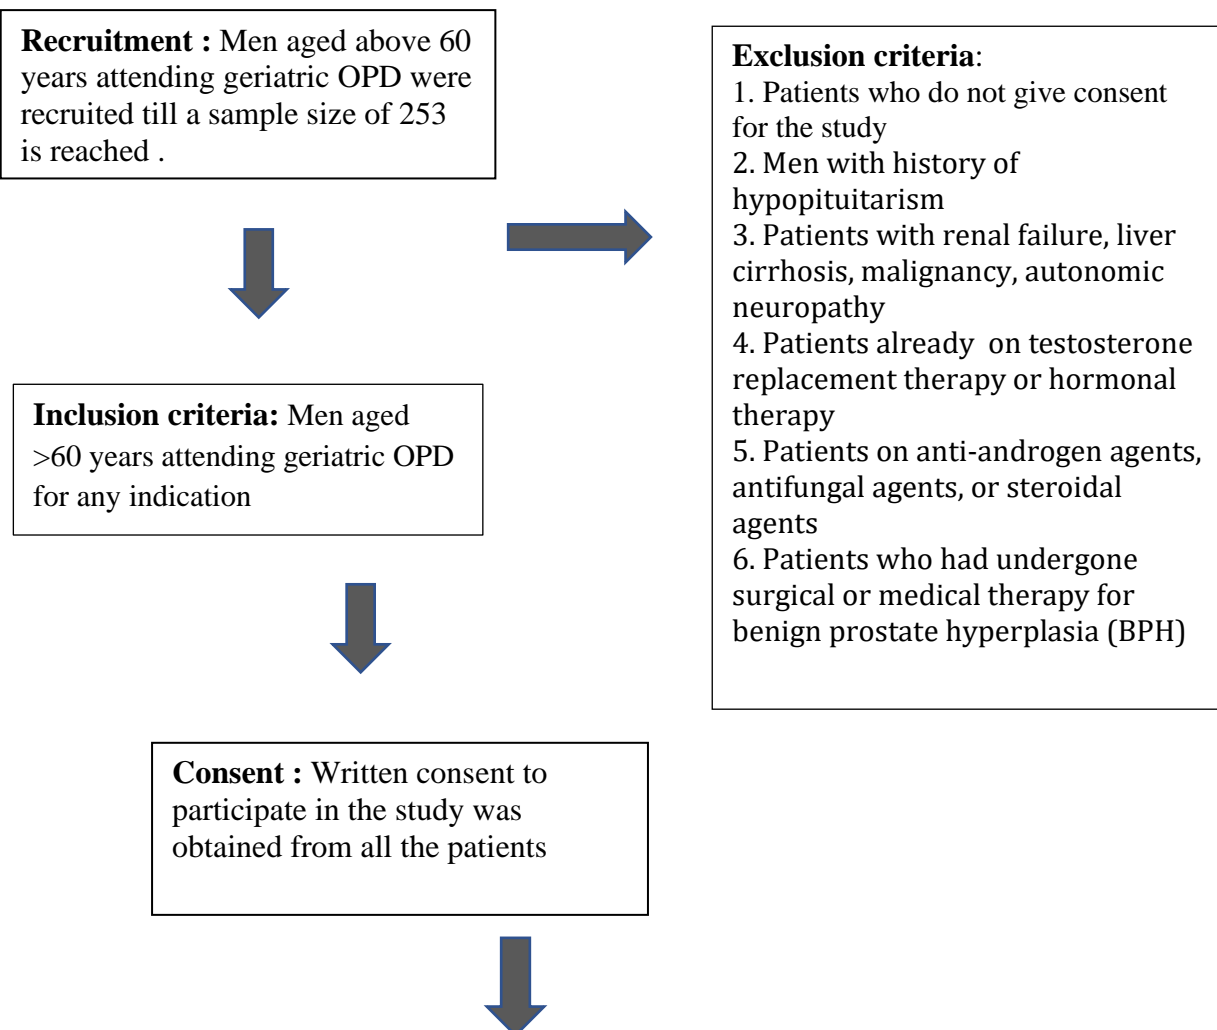 Recruitment : Men aged above 60
years attending geriatric OPD were
recruited till a sample size of 253
is reached .
Exclusion criteria:
1. Patients who do not give consent
for the study
2. Men with history of
hypopituitarism
3. Patients with renal failure, liver
cirrhosis, malignancy, autonomic
neuropathy
4. Patients already  on testosterone
replacement therapy or hormonal
therapy
5. Patients on anti-androgen agents,
antifungal agents, or steroidal
agents
6. Patients who had undergone
surgical or medical therapy for
benign prostate hyperplasia (BPH)
Inclusion criteria: Men aged
>60 years attending geriatric OPD
for any indication
Consent : Written consent to
participate in the study was
obtained from all the patients